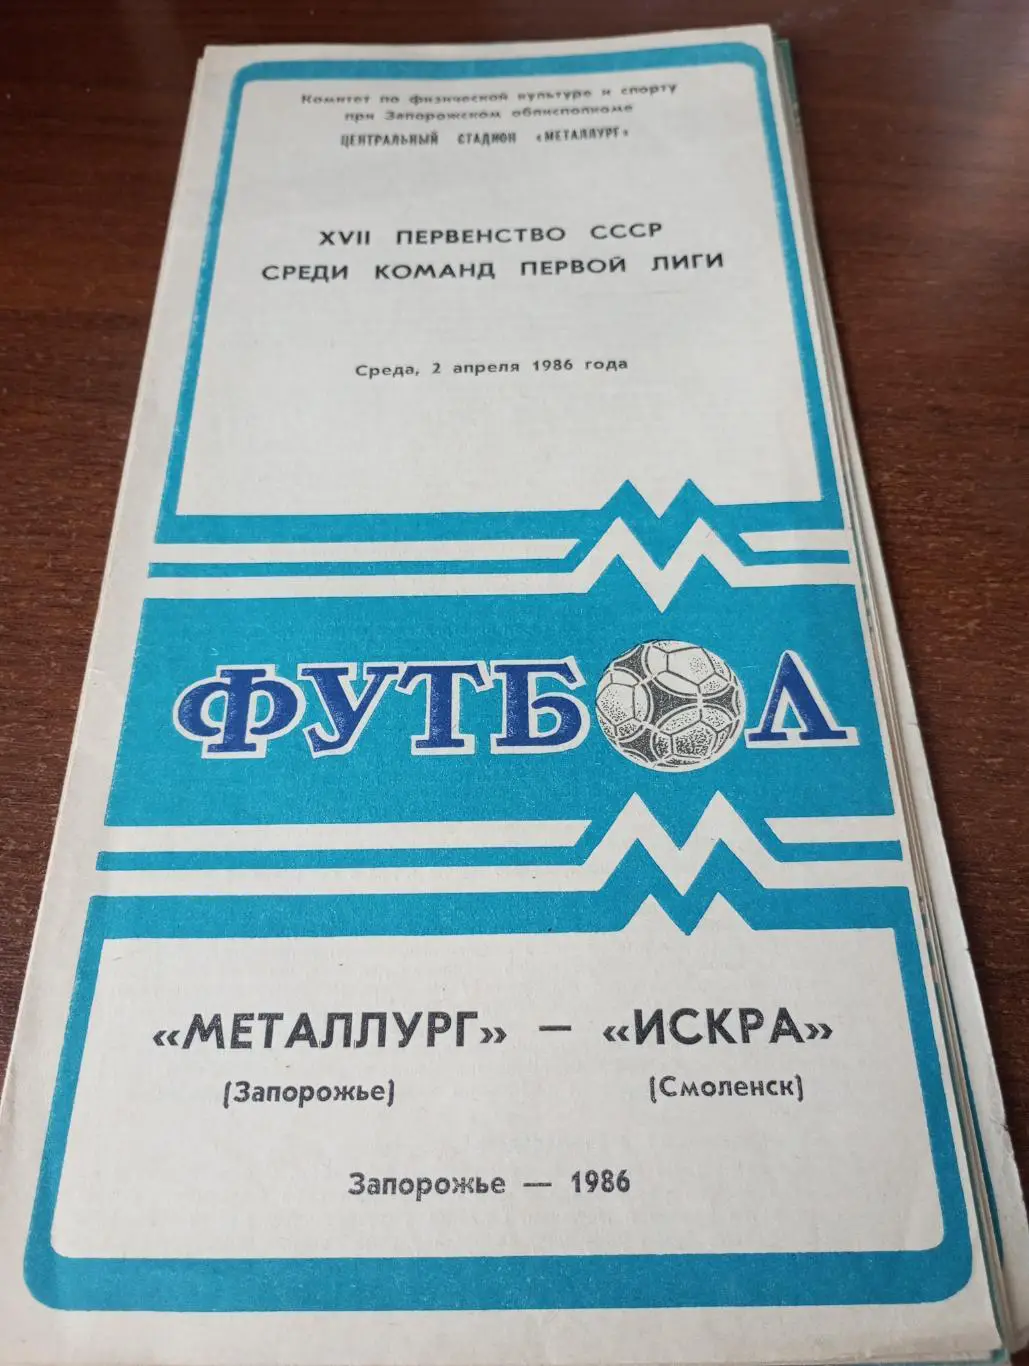 Комитет по физической культуре и спорту
при Запорожском облисполкоме
ЦЕНТРАЛЬНЫЙ СТАДИОН «МЕТАЛЛУРГ»
XVII ПЕРВЕНСТВО СССР
СРЕДИ КОМАНД ПЕРВОЙ ЛИГИ
Среда, 2 апреля 1986 года
ФУТБОЛ
«МЕТАЛЛУРГ» — «ИСКРА»
(Запорожье) (Смоленск)
Запорожье — 1986